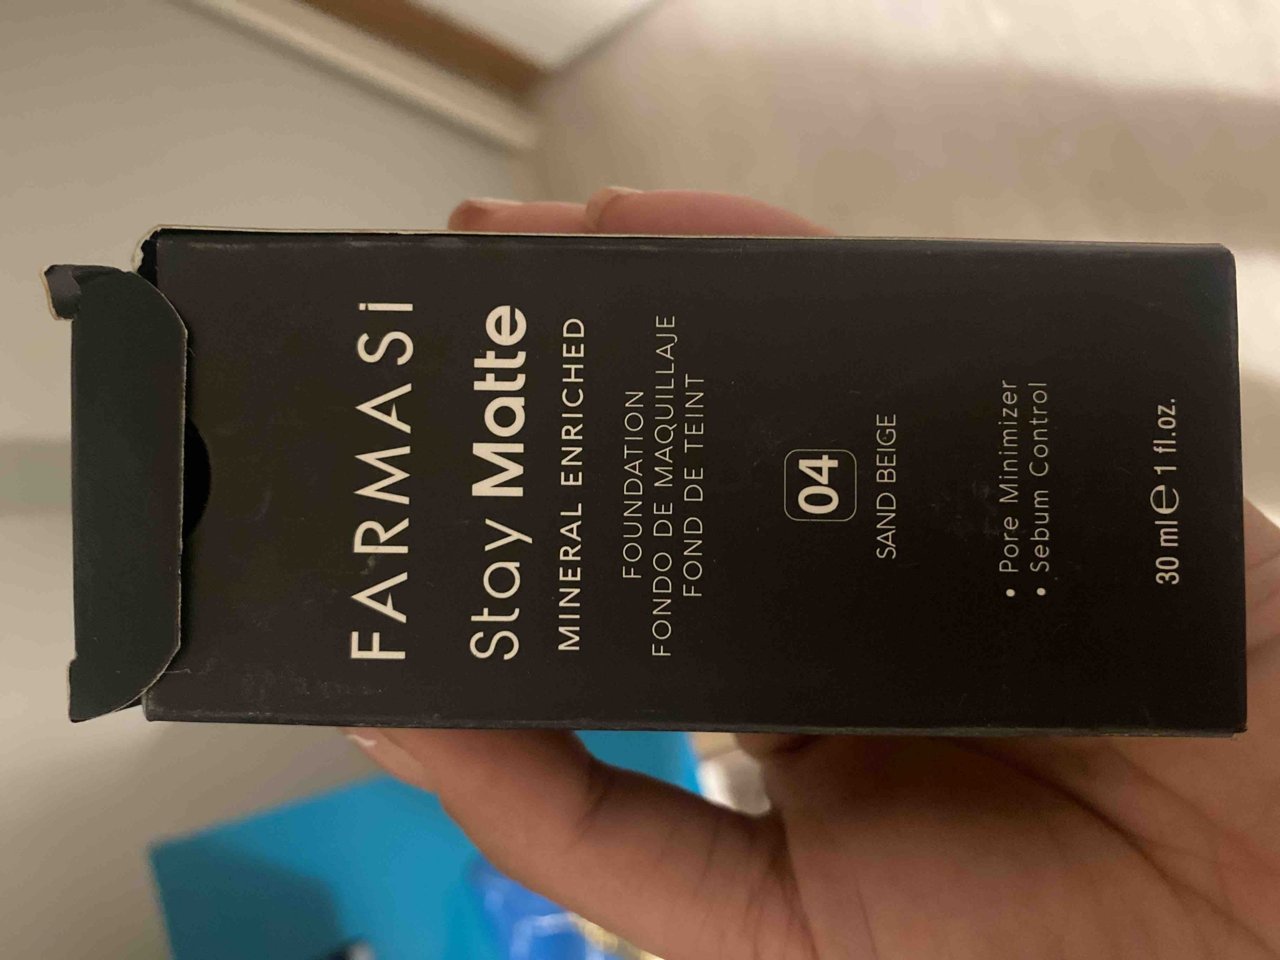 FARMASi
Stay Matte
MINERAL ENRICHED
FOUNDATION
FONDO DE MAQUILLAJE
FOND DE TEINT
04
SAND BEIGE
• Pore Minimizer
• Sebum Control
30 ml ℮ 1 fl.oz.